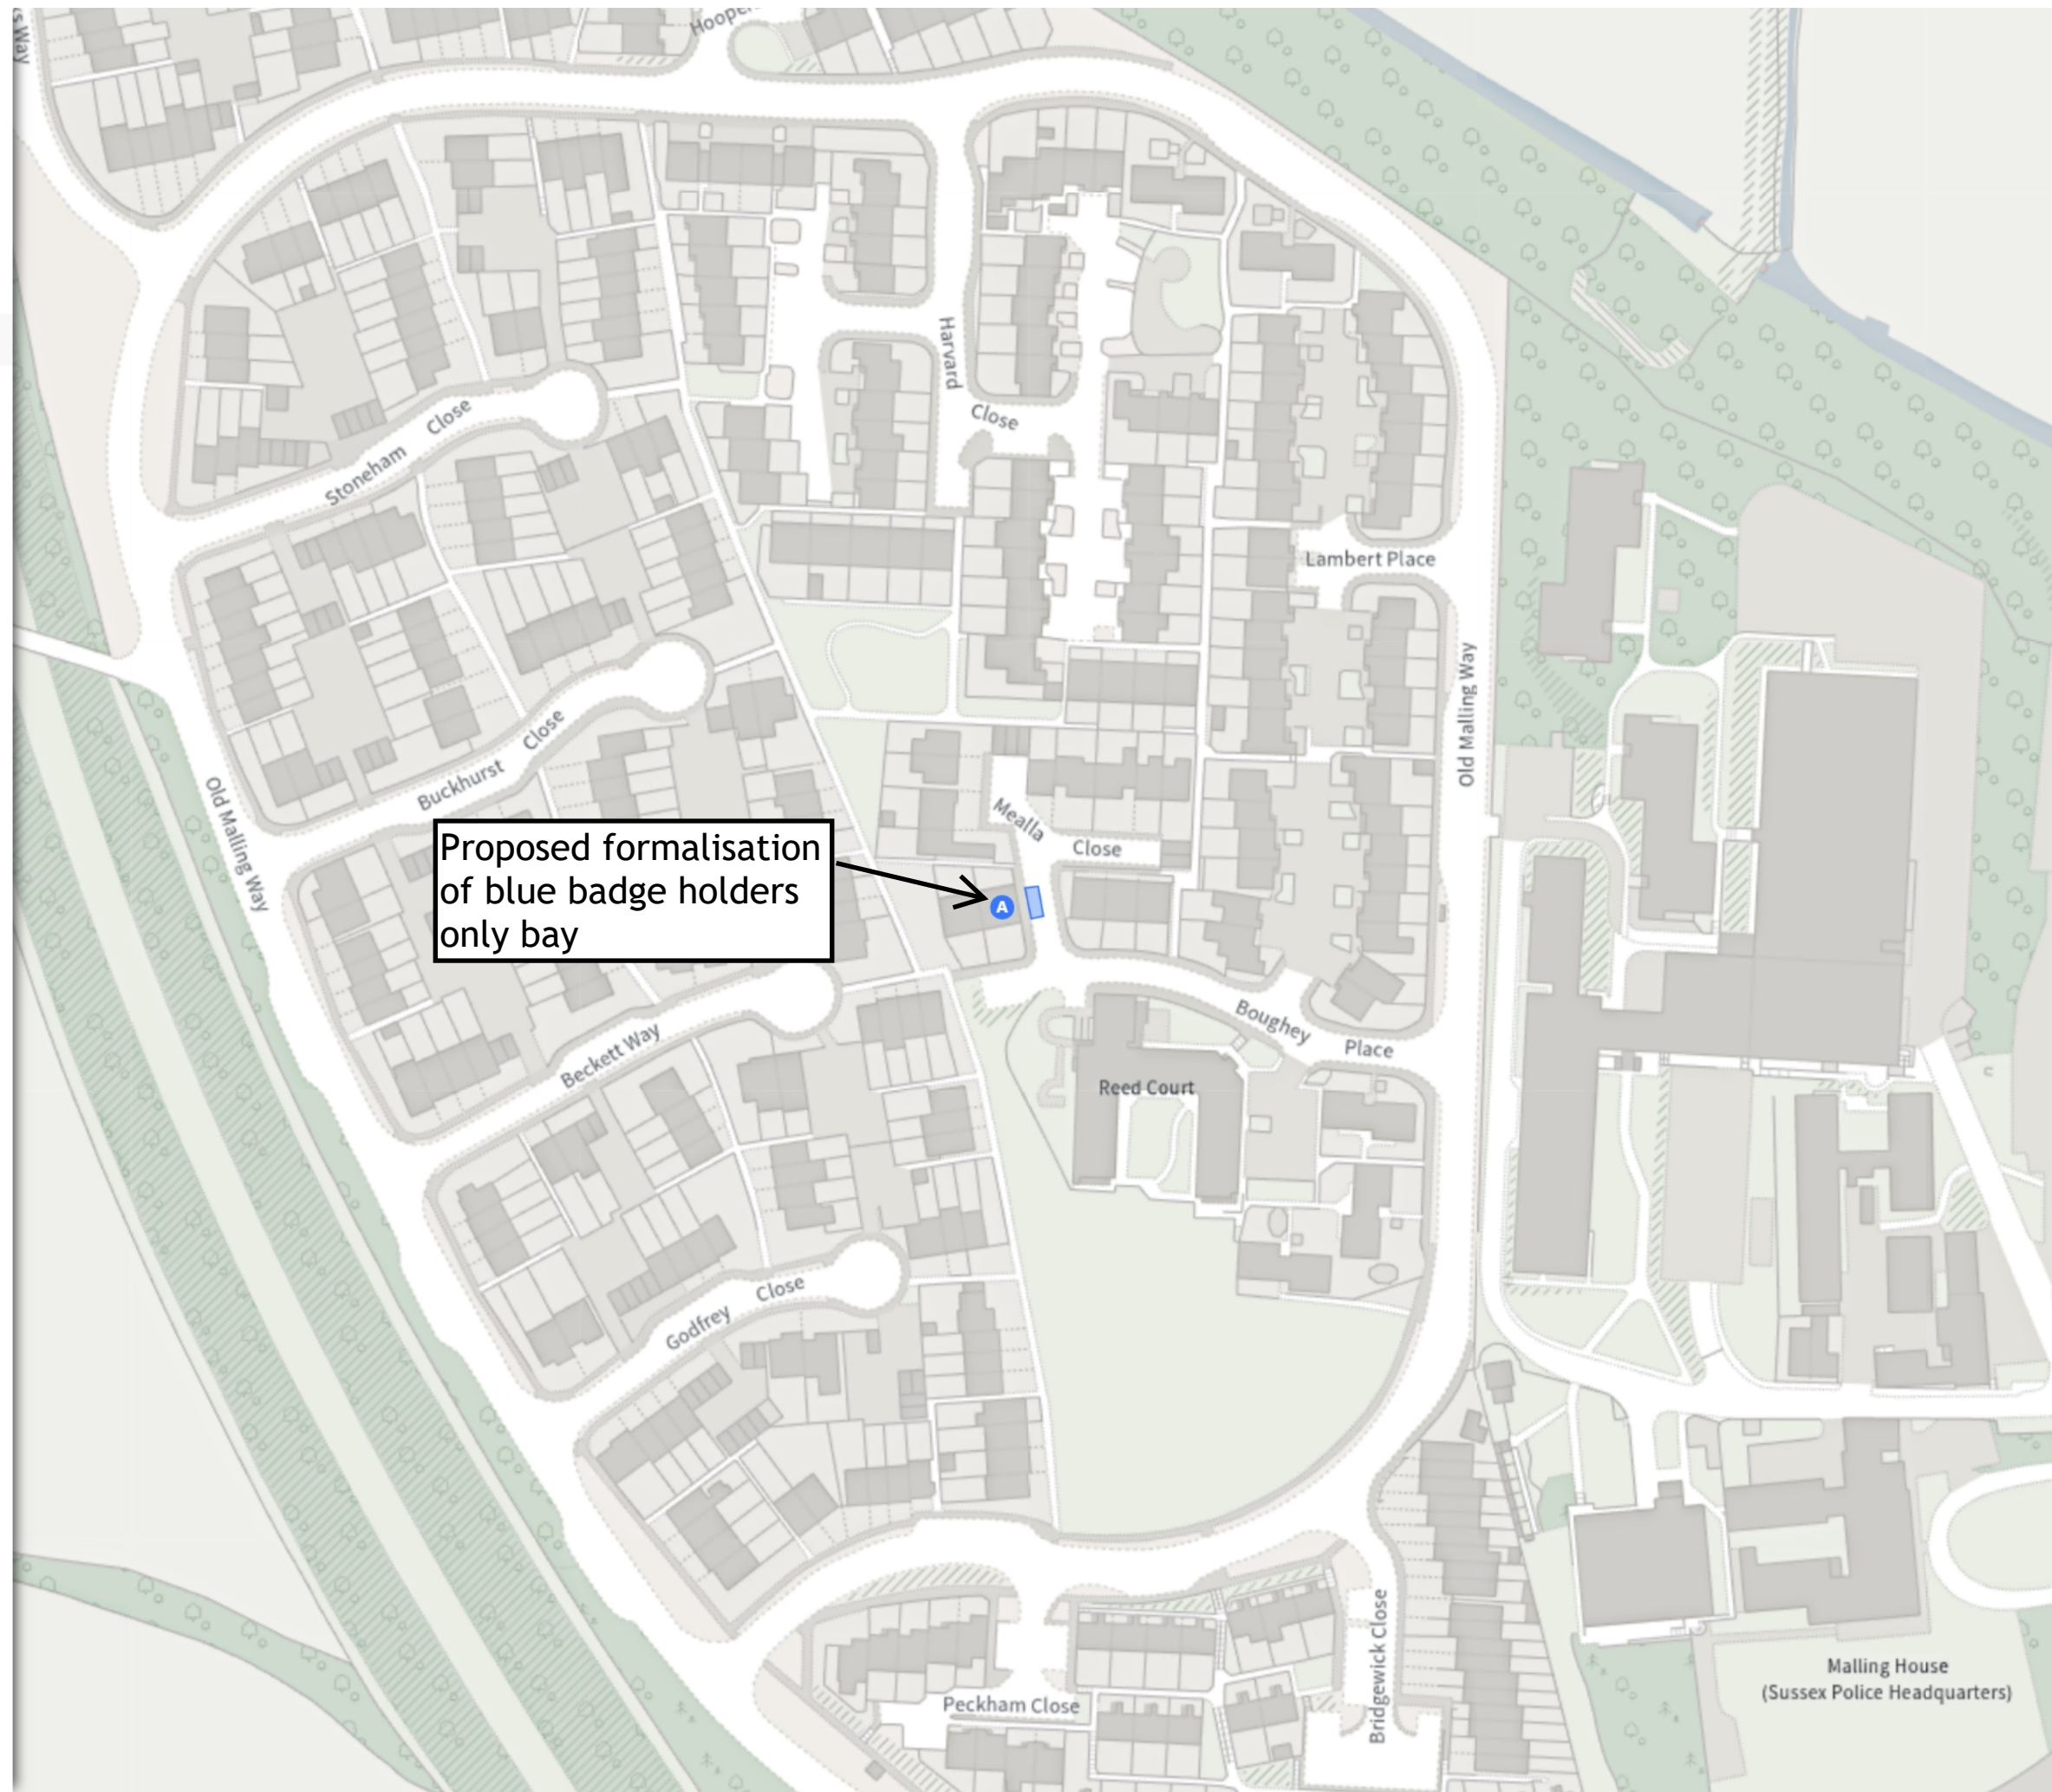 s Way
Hooper
Harvard
Close
Stoneham Close
Lambert Place
Old Malling Way
Buckhurst Close
Old Malling Way
Mealla
Close
Proposed formalisation
of blue badge holders
only bay
A
Boughey
Place
Beckett Way
Reed Court
Godfrey Close
Bridgewick Close
Peckham Close
Malling House
(Sussex Police Headquarters)